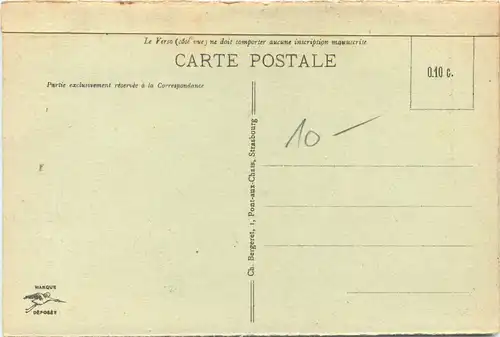 Le Verso (côté vue) ne doit comporter aucune inscription manuscrite
CARTE POSTALE
0.10 c.
Partie exclusivement réservée à la Correspondance
10 —
Ch. Bergeret, 1, Pont-aux-Chats, Strasbourg
MARQUE
DÉPOSÉE